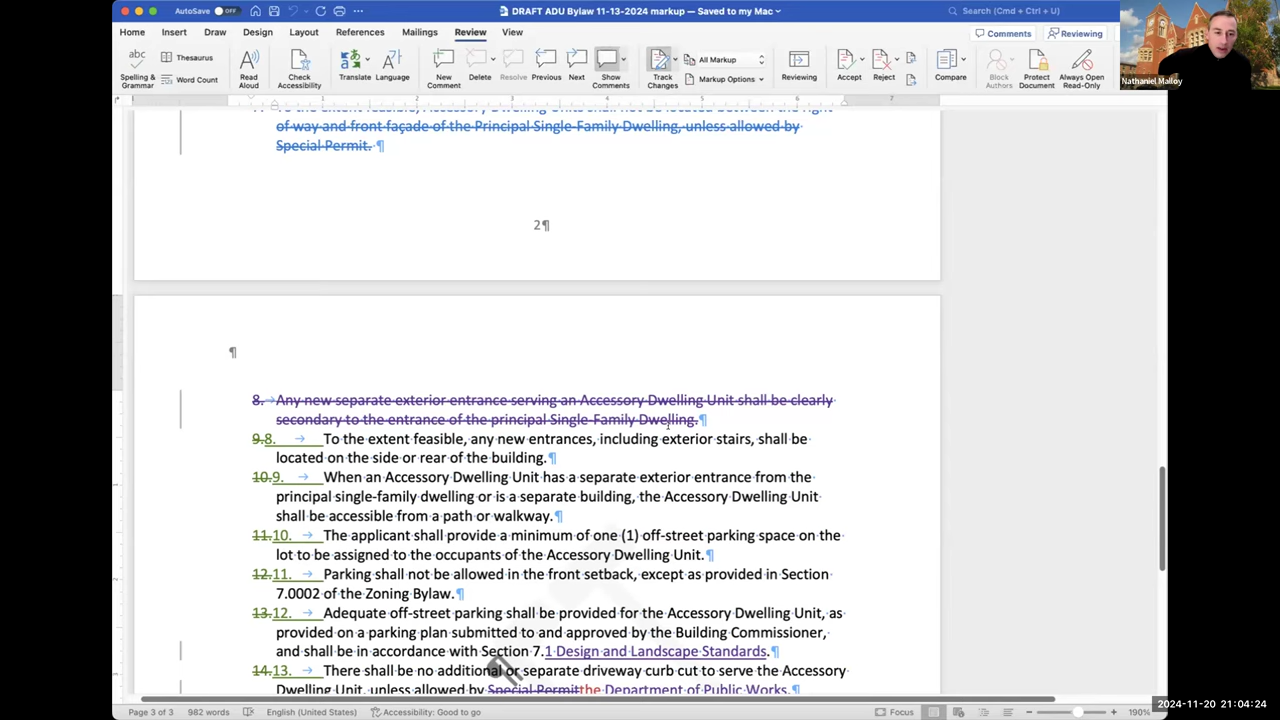 AutoSave OFF DRAFT ADU Bylaw 11-13-2024 markup — Saved to my Mac Search (Cmd + Ctrl + U)
Home Insert Draw Design Layout References Mailings Review View Comments Reviewing
Nathaniel Malloy
abc Spelling & Grammar Thesaurus Word Count Read Aloud Check Accessibility Translate Language New Comment Delete Resolve Previous Next Show Comments Track Changes All Markup Markup Options Reviewing Accept Reject Compare Block Authors Protect Document Always Open Read-Only
of way and front façade of the Principal Single-Family Dwelling, unless allowed by
Special Permit. ¶
2¶
¶
8. → Any new separate exterior entrance serving an Accessory Dwelling Unit shall be clearly
secondary to the entrance of the principal Single-Family Dwelling.¶
9.8. → To the extent feasible, any new entrances, including exterior stairs, shall be
located on the side or rear of the building.¶
10.9. → When an Accessory Dwelling Unit has a separate exterior entrance from the
principal single-family dwelling or is a separate building, the Accessory Dwelling Unit
shall be accessible from a path or walkway.¶
11.10. → The applicant shall provide a minimum of one (1) off-street parking space on the
lot to be assigned to the occupants of the Accessory Dwelling Unit.¶
12.11. → Parking shall not be allowed in the front setback, except as provided in Section
7.0002 of the Zoning Bylaw.¶
13.12. → Adequate off-street parking shall be provided for the Accessory Dwelling Unit, as
provided on a parking plan submitted to and approved by the Building Commissioner,
and shall be in accordance with Section 7.1 Design and Landscape Standards.¶
14.13. → There shall be no additional or separate driveway curb cut to serve the Accessory
Dwelling Unit, unless allowed by Special Permitthe Department of Public Works.¶
Page 3 of 3 982 words English (United States) Accessibility: Good to go Focus 190%
2024-11-20 21:04:24